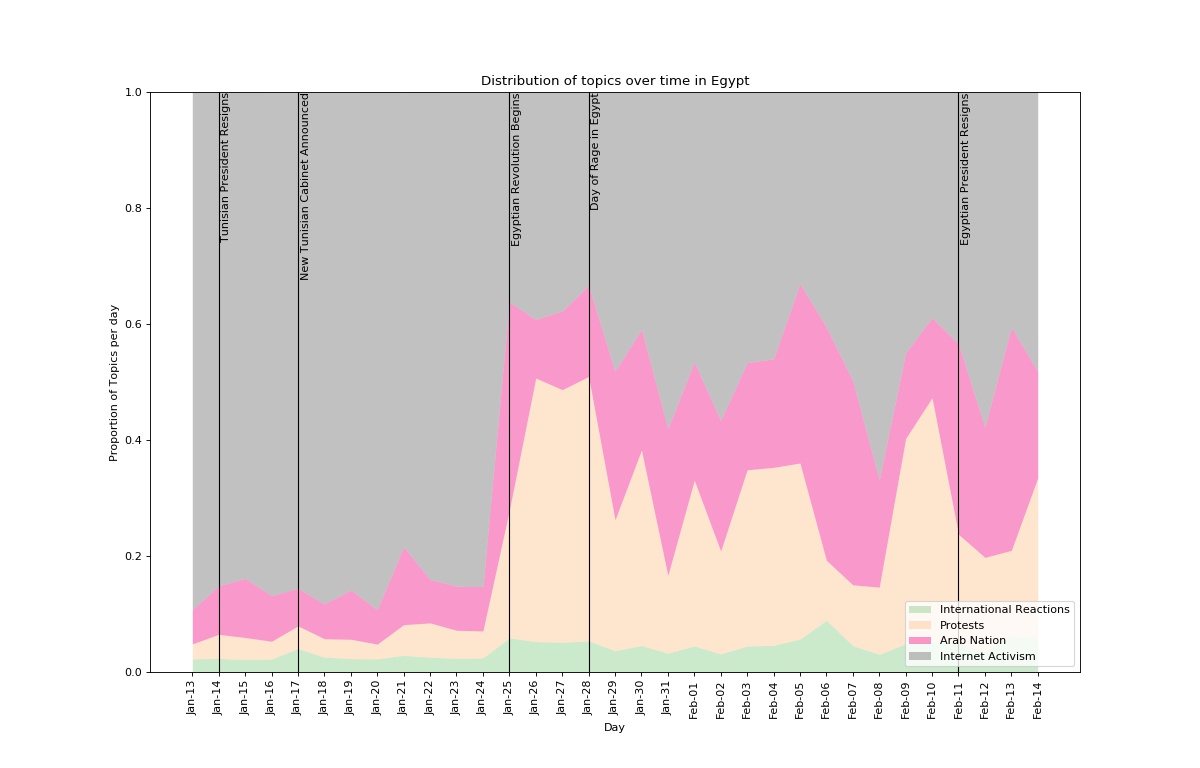 Distribution of topics over time in Egypt
1.0
0.8
0.6
0.4
0.2
0.0
Proportion of Topics per day
Tunisian President Resigns
New Tunisian Cabinet Announced
Egyptian Revolution Begins
Day of Rage in Egypt
Egyptian President Resigns
International Reactions
Protests
Arab Nation
Internet Activism
Jan-13
Jan-14
Jan-15
Jan-16
Jan-17
Jan-18
Jan-19
Jan-20
Jan-21
Jan-22
Jan-23
Jan-24
Jan-25
Jan-26
Jan-27
Jan-28
Jan-29
Jan-30
Jan-31
Feb-01
Feb-02
Feb-03
Feb-04
Feb-05
Feb-06
Feb-07
Feb-08
Feb-09
Feb-10
Feb-11
Feb-12
Feb-13
Feb-14
Day